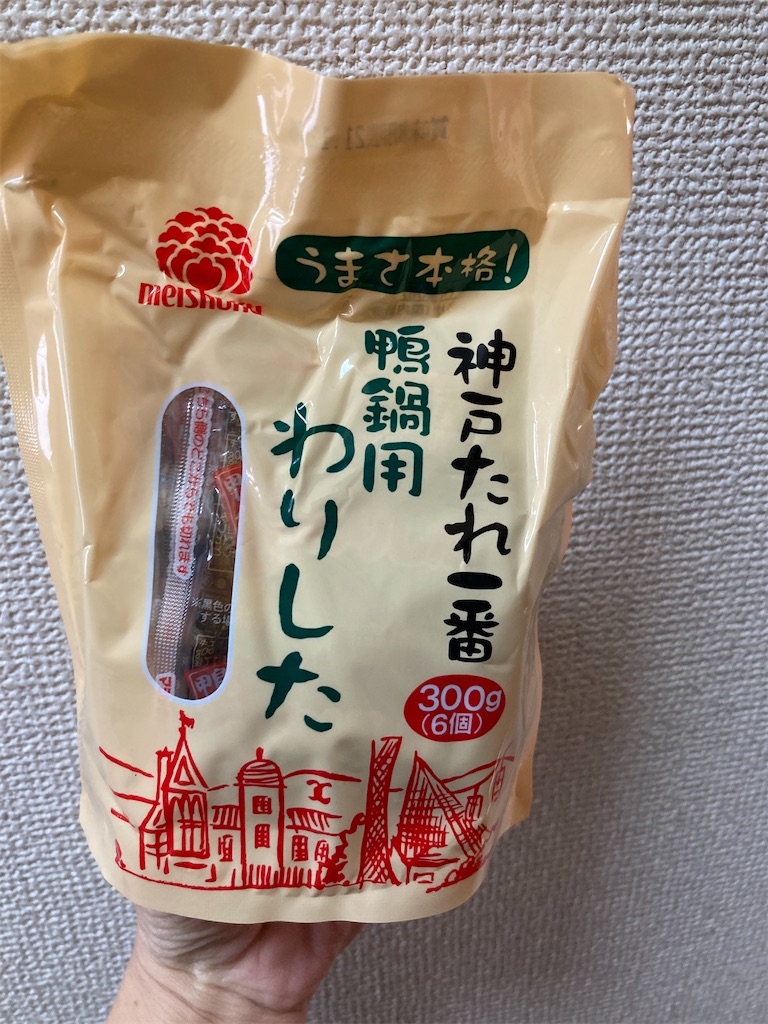 うまさ本格!
神戸たれ一番
鴨鍋用
わりした
300g
(6個)